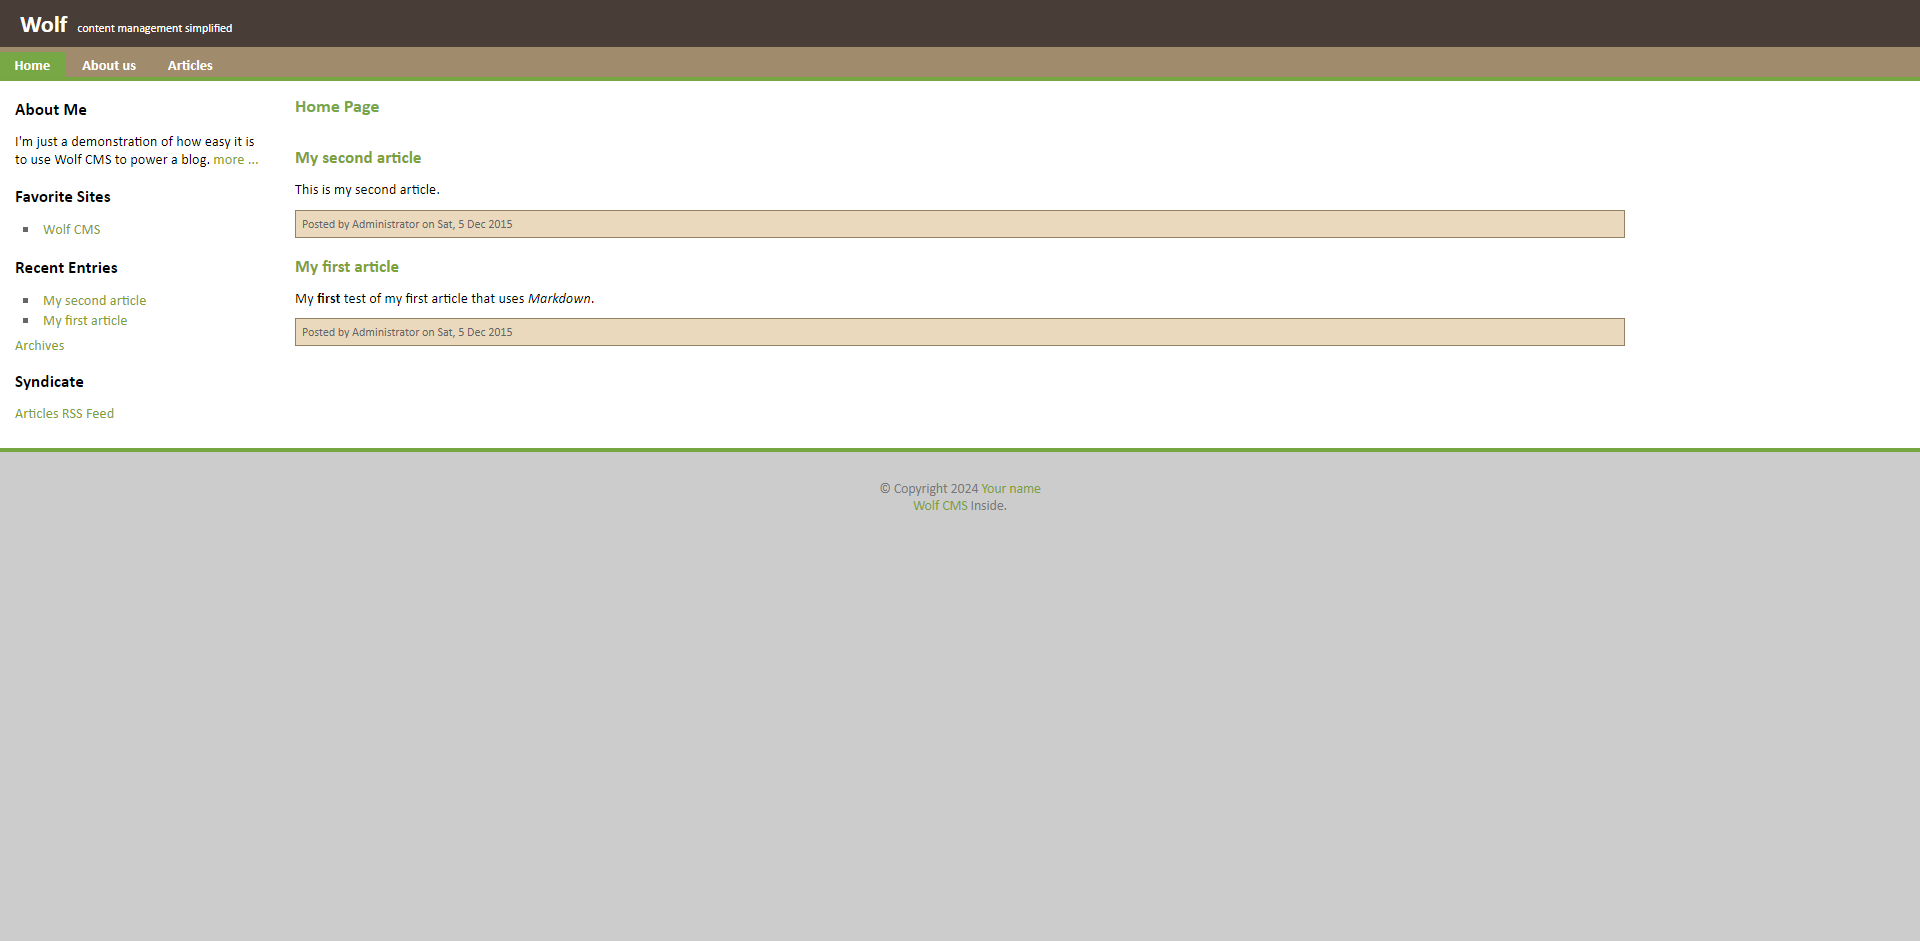 Wolf content management simplified
Home About us Articles
About Me
I'm just a demonstration of how easy it is
to use Wolf CMS to power a blog. more ...
Favorite Sites
Wolf CMS
Recent Entries
My second article
My first article
Archives
Syndicate
Articles RSS Feed
Home Page
My second article
This is my second article.
Posted by Administrator on Sat, 5 Dec 2015
My first article
My first test of my first article that uses Markdown.
Posted by Administrator on Sat, 5 Dec 2015
© Copyright 2024 Your name
Wolf CMS Inside.